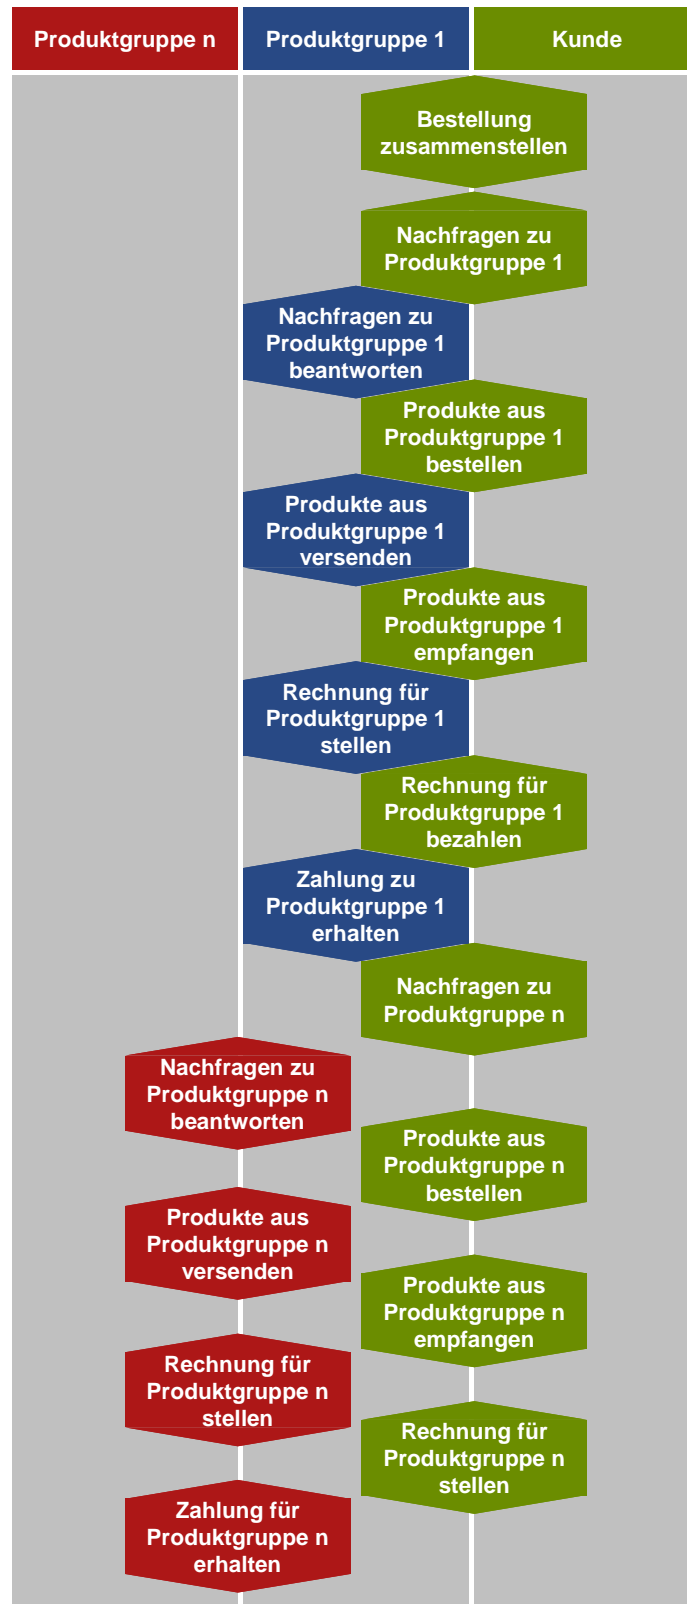 Produktgruppe n
Produktgruppe 1
Kunde
Bestellung
zusammenstellen
Nachfragen zu
Produktgruppe 1
Nachfragen zu
Produktgruppe 1
beantworten
Produkte aus
Produktgruppe 1
bestellen
Produkte aus
Produktgruppe 1
versenden
Produkte aus
Produktgruppe 1
empfangen
Rechnung für
Produktgruppe 1
stellen
Rechnung für
Produktgruppe 1
bezahlen
Zahlung zu
Produktgruppe 1
erhalten
Nachfragen zu
Produktgruppe n
Nachfragen zu
Produktgruppe n
beantworten
Produkte aus
Produktgruppe n
bestellen
Produkte aus
Produktgruppe n
versenden
Produkte aus
Produktgruppe n
empfangen
Rechnung für
Produktgruppe n
stellen
Rechnung für
Produktgruppe n
stellen
Zahlung für
Produktgruppe n
erhalten